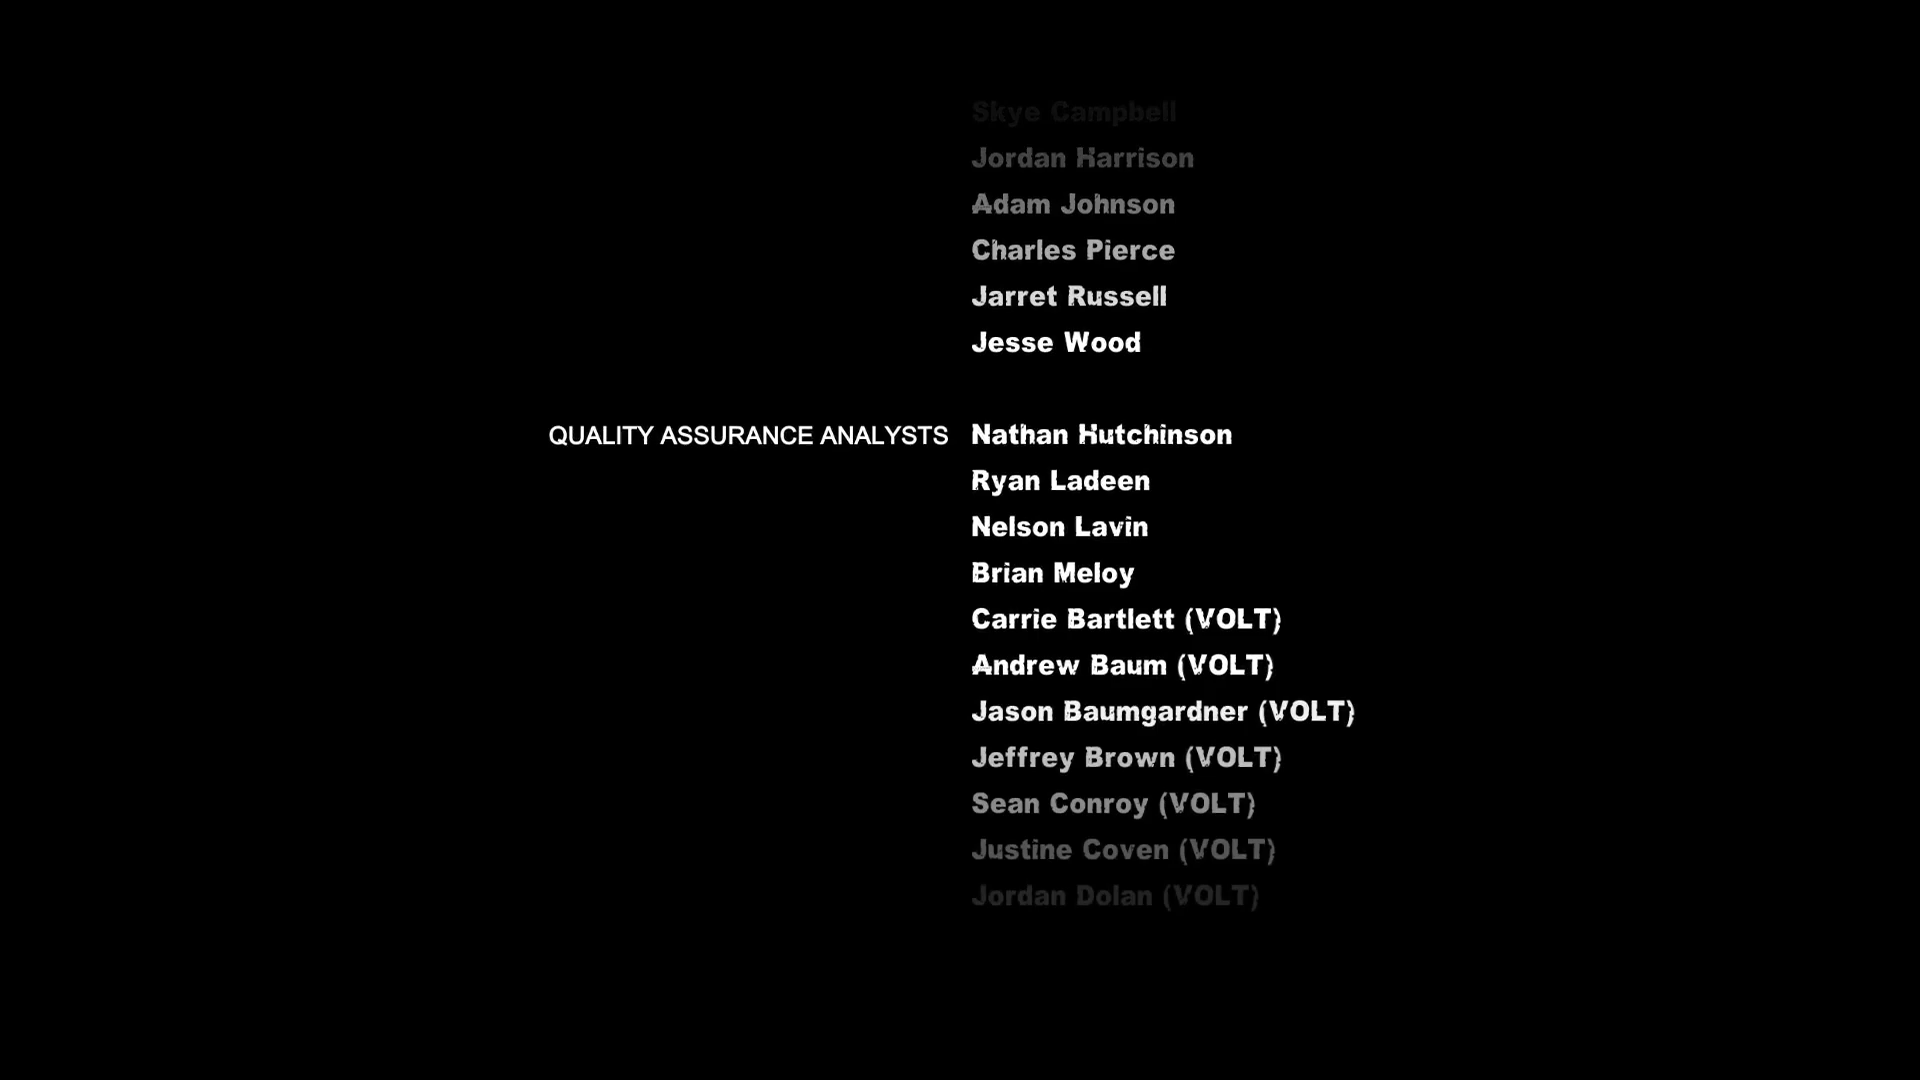 Skye Campbell
Jordan Harrison
Adam Johnson
Charles Pierce
Jarret Russell
Jesse Wood
QUALITY ASSURANCE ANALYSTS Nathan Hutchinson
Ryan Ladeen
Nelson Lavin
Brian Meloy
Carrie Bartlett (VOLT)
Andrew Baum (VOLT)
Jason Baumgardner (VOLT)
Jeffrey Brown (VOLT)
Sean Conroy (VOLT)
Justine Coven (VOLT)
Jordan Dolan (VOLT)